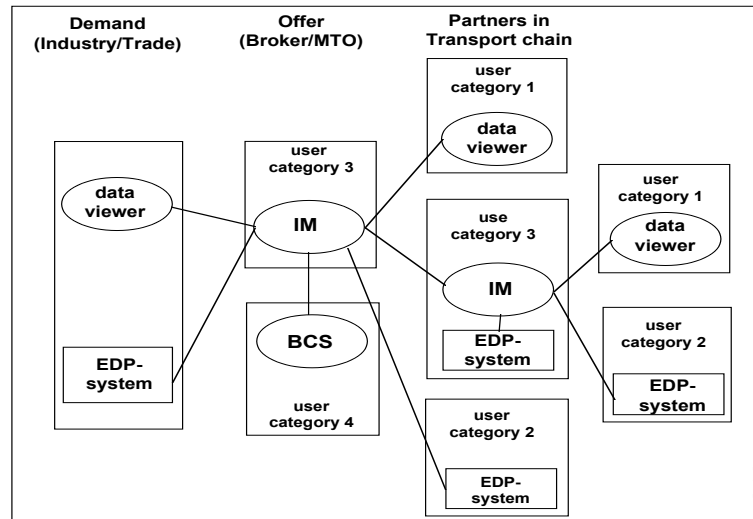 Demand
(Industry/Trade)
Offer
(Broker/MTO)
Partners in
Transport chain
data
viewer
EDP-
system
user
category 3
IM
BCS
user
category 4
user
category 1
data
viewer
use
category 3
IM
EDP-
system
user
category 2
EDP-
system
user
category 1
data
viewer
user
category 2
EDP-
system